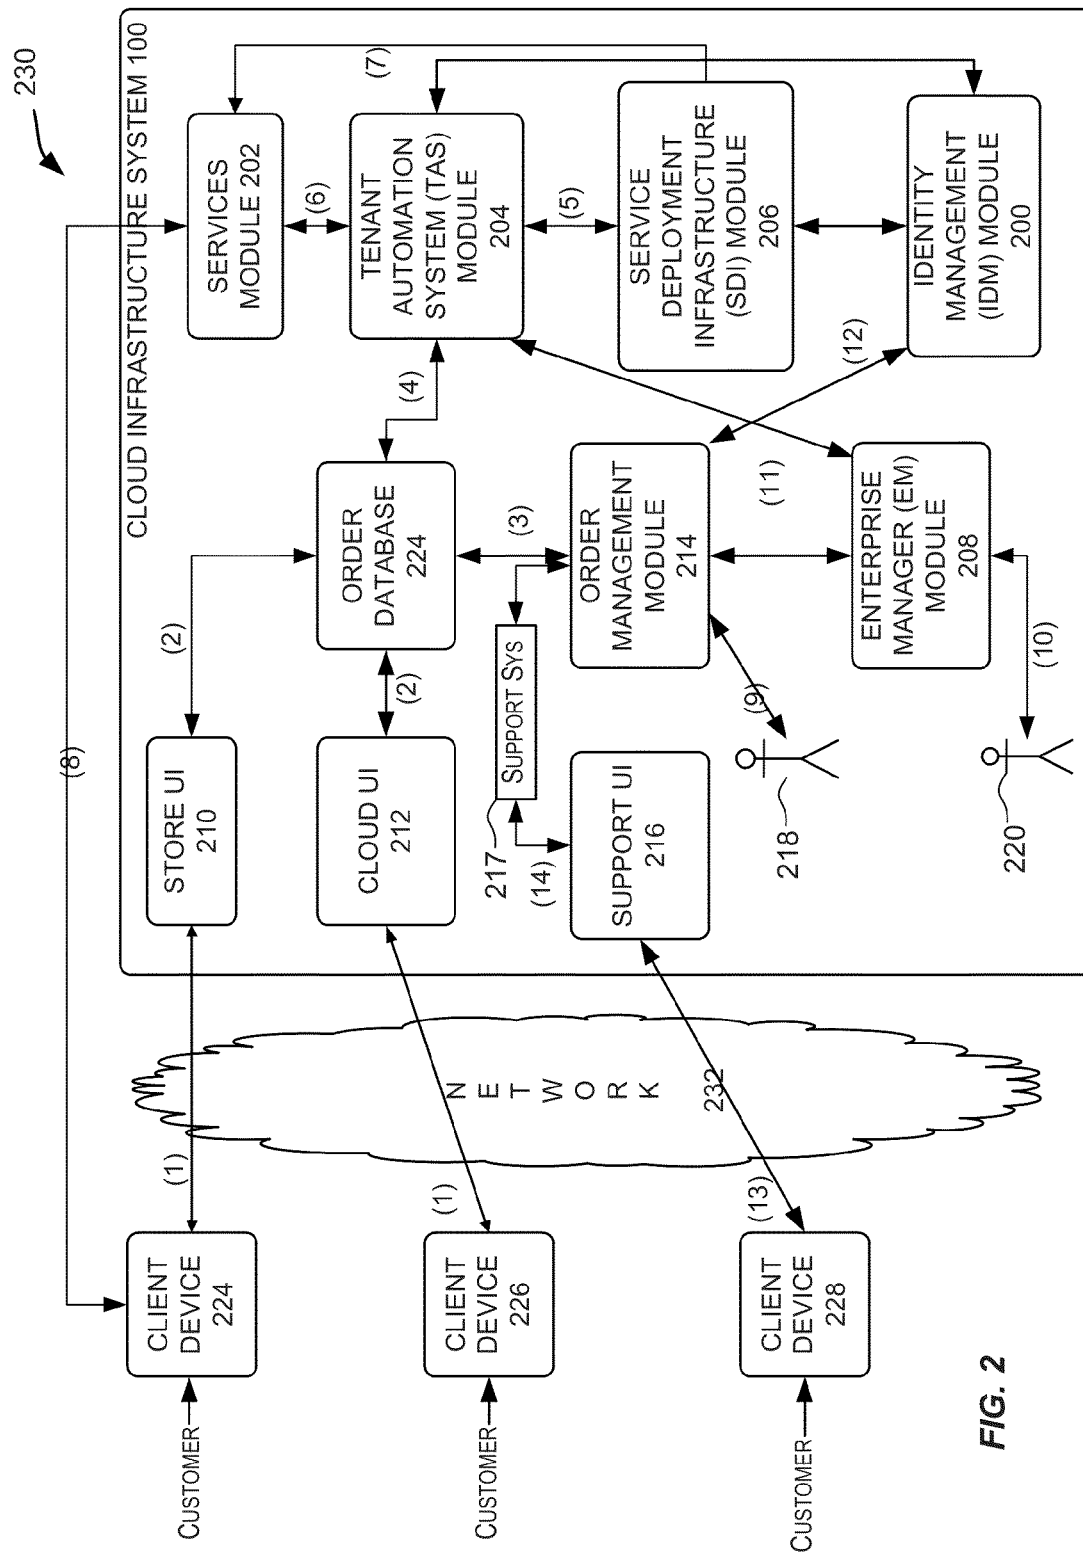 230
CLOUD INFRASTRUCTURE SYSTEM 100
(8)
CUSTOMER
CLIENT
DEVICE
224
(1)
STORE UI
210
(2)
SERVICES
MODULE 202
(6)
(7)
CUSTOMER
CLIENT
DEVICE
226
(1)
N
E
T
W
O
R
K
232
CLOUD UI
212
(2)
ORDER
DATABASE
224
(4)
TENANT
AUTOMATION
SYSTEM (TAS)
MODULE
204
(5)
217
SUPPORT SYS
(3)
(14)
CUSTOMER
CLIENT
DEVICE
228
(13)
SUPPORT UI
216
ORDER
MANAGEMENT
MODULE
214
SERVICE
DEPLOYMENT
INFRASTRUCTURE
(SDI) MODULE
206
218
(9)
(11)
(12)
ENTERPRISE
MANAGER (EM)
MODULE
208
IDENTITY
MANAGEMENT
(IDM) MODULE
200
220
(10)
FIG. 2